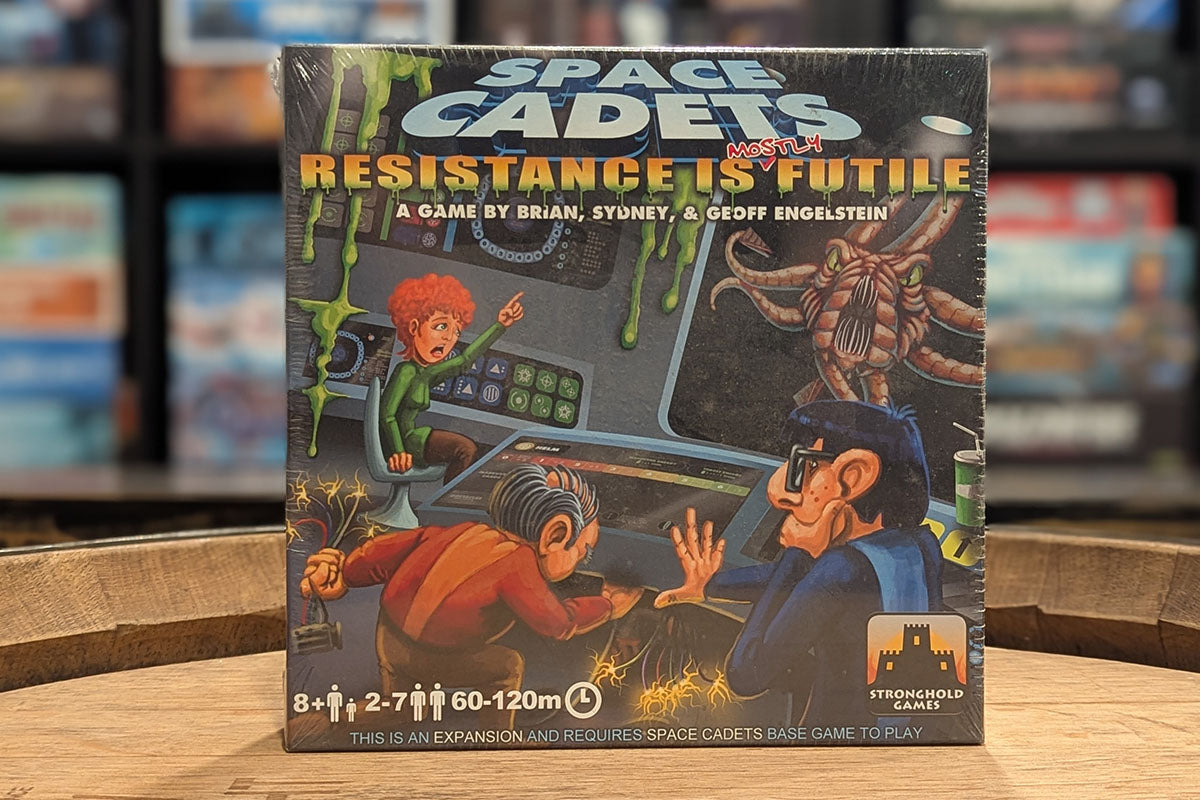 SPACE
CADETS
MOSTLY
RESISTANCE IS FUTILE
A GAME BY BRIAN, SYDNEY, & GEOFF ENGELSTEIN
HELM
STRONGHOLD
GAMES
8+ 2-7 60-120m
THIS IS AN EXPANSION AND REQUIRES SPACE CADETS BASE GAME TO PLAY